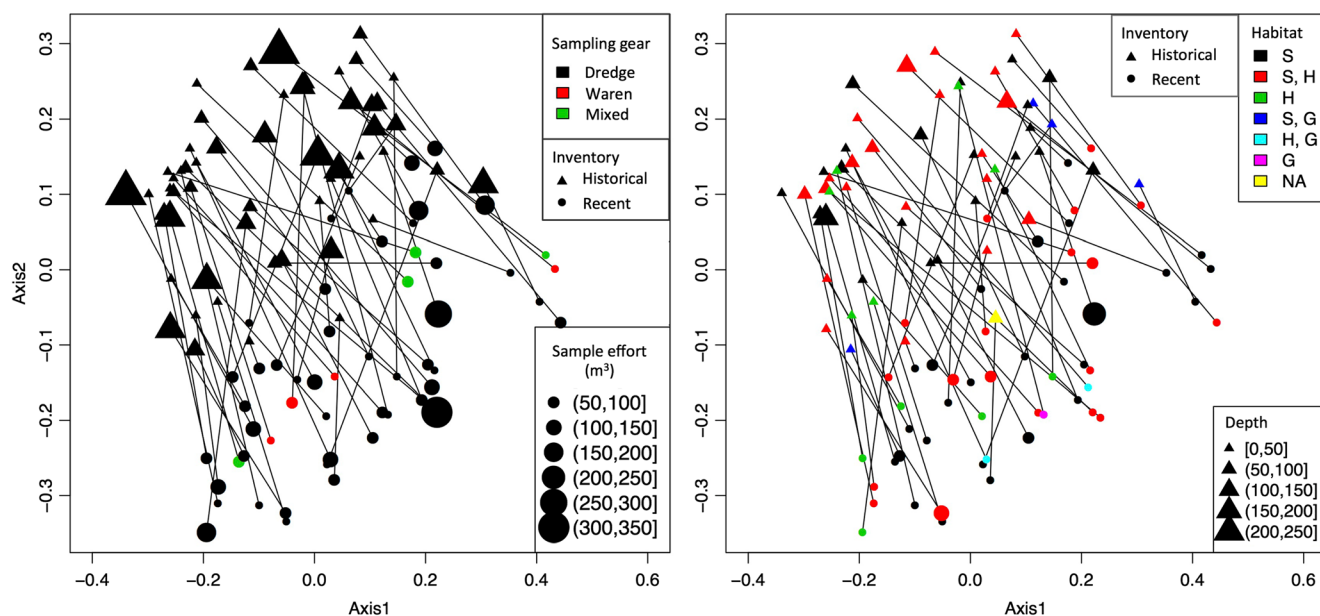 Sampling gear
Dredge
Waren
Mixed
Inventory
Historical
Recent
Sample effort
(m³)
(50,100]
(100,150]
(150,200]
(200,250]
(250,300]
(300,350]
0.3
0.2
0.1
0.0
−0.1
−0.2
−0.3
Axis2
−0.4
−0.2
0.0
0.2
0.4
0.6
Axis1
Inventory
Historical
Recent
Habitat
S
S, H
H
S, G
H, G
G
NA
Depth
[0,50]
(50,100]
(100,150]
(150,200]
(200,250]
0.3
0.2
0.1
0.0
−0.1
−0.2
−0.3
−0.4
−0.2
0.0
0.2
0.4
0.6
Axis1